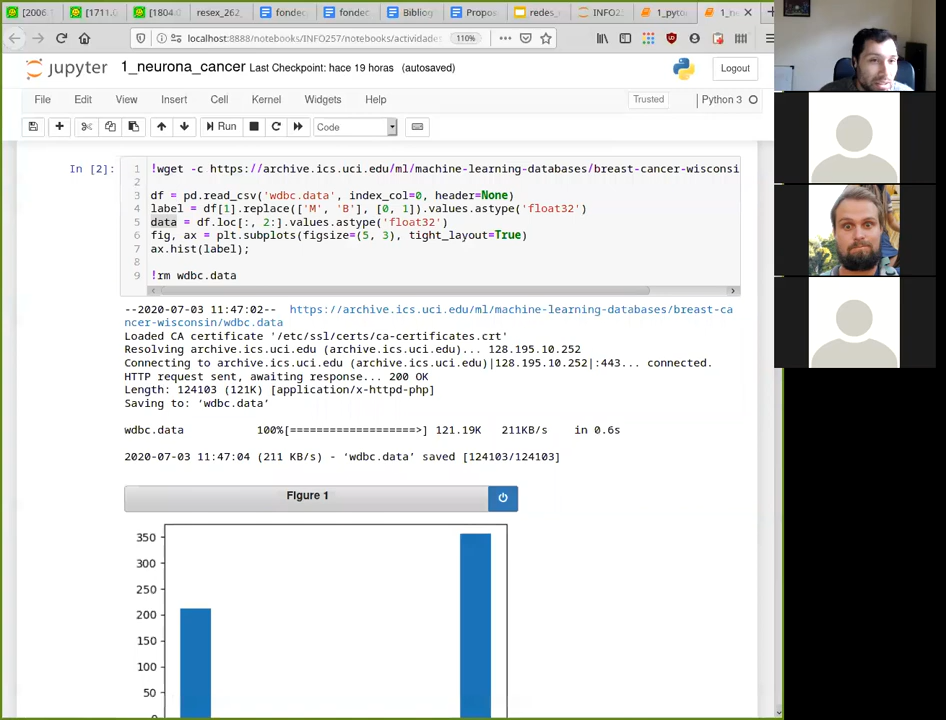 [2006.
[1711.0
[1804.0
resex_262_
fondec
fondec
Bibliog
Propos
redes_
INFO25
1_pyto
1_ne
localhost:8888/notebooks/INFO257/notebooks/actividades
110%
jupyter 1_neurona_cancer Last Checkpoint: hace 19 horas (autosaved)
Logout
File Edit View Insert Cell Kernel Widgets Help
Trusted
Python 3
Run
Code
In [2]:
1 !wget -c https://archive.ics.uci.edu/ml/machine-learning-databases/breast-cancer-wisconsi
2
3 df = pd.read_csv('wdbc.data', index_col=0, header=None)
4 label = df[1].replace(['M', 'B'], [0, 1]).values.astype('float32')
5 data = df.loc[:, 2:].values.astype('float32')
6 fig, ax = plt.subplots(figsize=(5, 3), tight_layout=True)
7 ax.hist(label);
8
9 !rm wdbc.data
--2020-07-03 11:47:02-- https://archive.ics.uci.edu/ml/machine-learning-databases/breast-ca
ncer-wisconsin/wdbc.data
Loaded CA certificate '/etc/ssl/certs/ca-certificates.crt'
Resolving archive.ics.uci.edu (archive.ics.uci.edu)... 128.195.10.252
Connecting to archive.ics.uci.edu (archive.ics.uci.edu)|128.195.10.252|:443... connected.
HTTP request sent, awaiting response... 200 OK
Length: 124103 (121K) [application/x-httpd-php]
Saving to: ‘wdbc.data’
wdbc.data 100%[===================>] 121.19K 211KB/s in 0.6s
2020-07-03 11:47:04 (211 KB/s) - ‘wdbc.data’ saved [124103/124103]
Figure 1
350
300
250
200
150
100
50